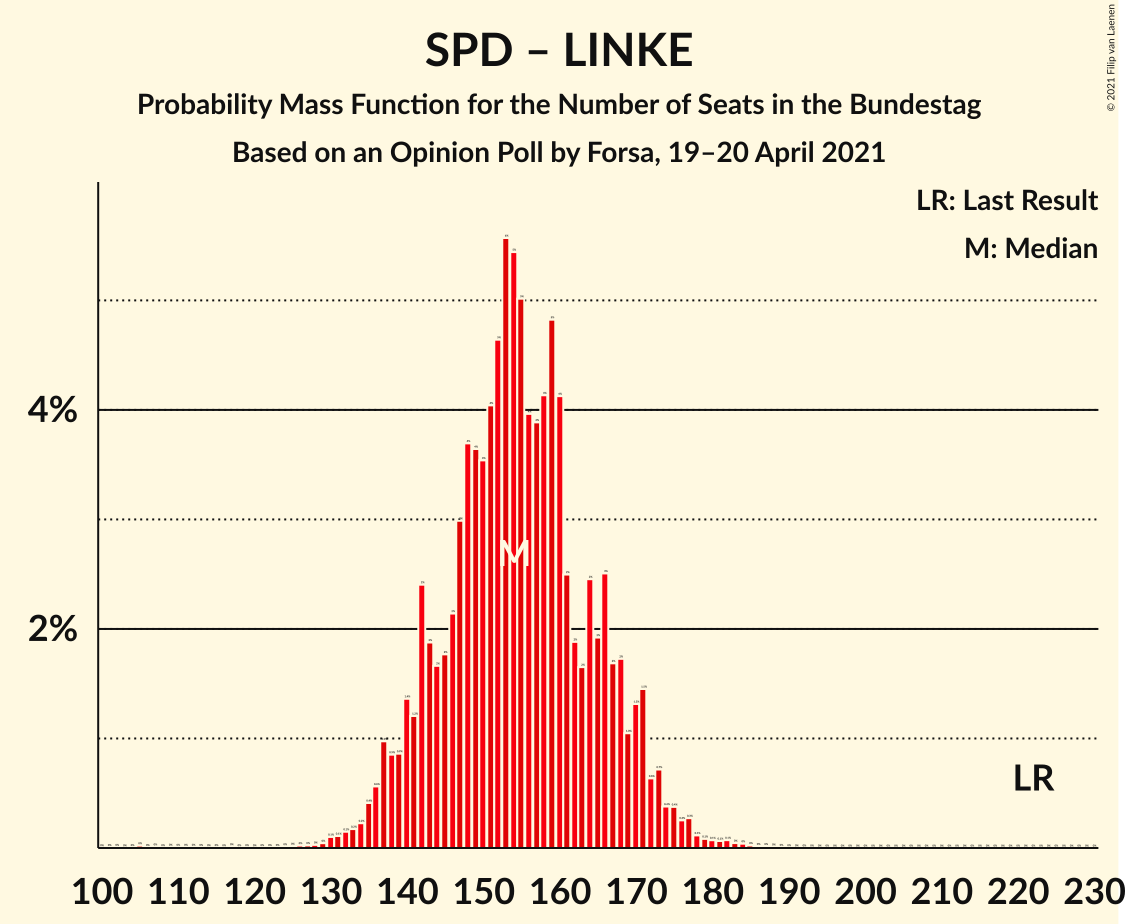 SPD – LINKE
Probability Mass Function for the Number of Seats in the Bundestag
Based on an Opinion Poll by Forsa, 19–20 April 2021
© 2021 Filip van Laenen
LR: Last Result
M: Median
4%
2%
M
LR
100 110 120 130 140 150 160 170 180 190 200 210 220 230